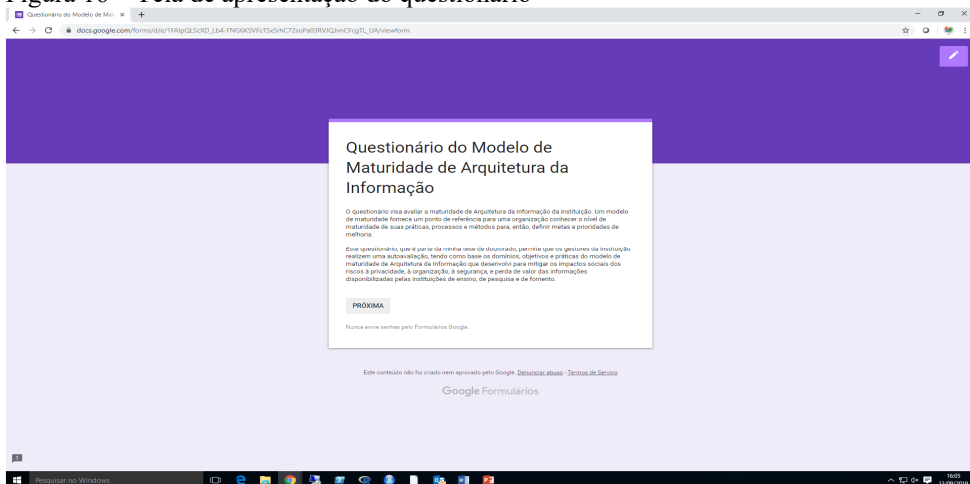 Figura 16 – Tela de apresentação do questionário
Questionário do Modelo de Mat
docs.google.com/forms/d/e/
Questionário do Modelo de
Maturidade de Arquitetura da
Informação
O questionário visa avaliar a maturidade de Arquitetura da Informação da instituição. Um modelo
de maturidade fornece um ponto de referência para uma organização conhecer o nível de
maturidade de suas práticas, processos e métodos para, então, definir metas e prioridades de
melhoria.
Este questionário, que é parte da minha tese de doutorado, permite que os gestores da instituição
realizem uma autoavaliação, tendo como base os domínios, objetivos e práticas do modelo de
maturidade de Arquitetura da Informação que desenvolvi para mitigar os impactos sociais dos
riscos à privacidade, à organização, à segurança, e perda de valor das informações
disponibilizadas pelas instituições de ensino, de pesquisa e de fomento.
PRÓXIMA
Nunca envie senhas pelo Formulários Google.
Este conteúdo não foi criado nem aprovado pelo Google. Denunciar abuso - Termos de Serviço
Google Formulários
Pesquisar no Windows
16:05